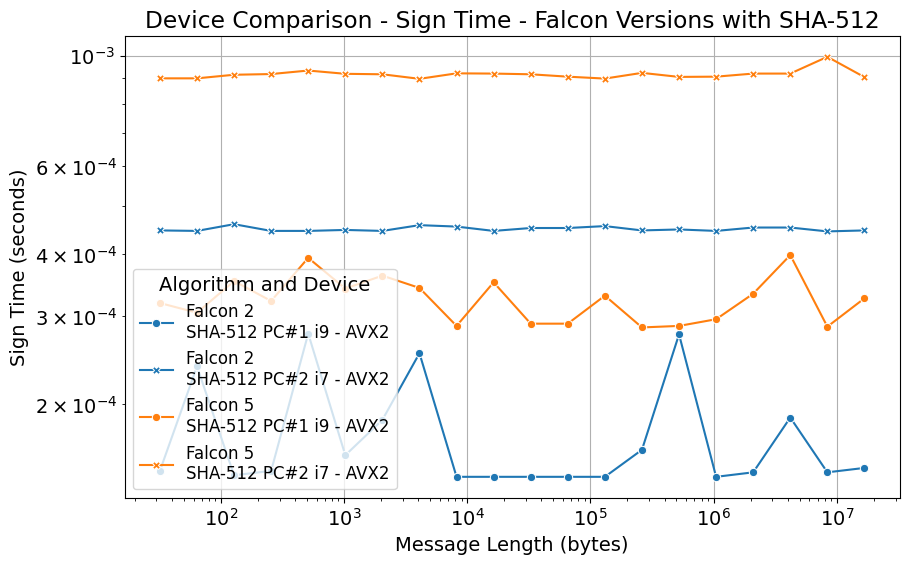 Device Comparison - Sign Time - Falcon Versions with SHA-512
Sign Time (seconds)
10⁻³
6 × 10⁻⁴
4 × 10⁻⁴
3 × 10⁻⁴
2 × 10⁻⁴
Algorithm and Device
Falcon 2
SHA-512 PC#1 i9 - AVX2
Falcon 2
SHA-512 PC#2 i7 - AVX2
Falcon 5
SHA-512 PC#1 i9 - AVX2
Falcon 5
SHA-512 PC#2 i7 - AVX2
10² 10³ 10⁴ 10⁵ 10⁶ 10⁷
Message Length (bytes)